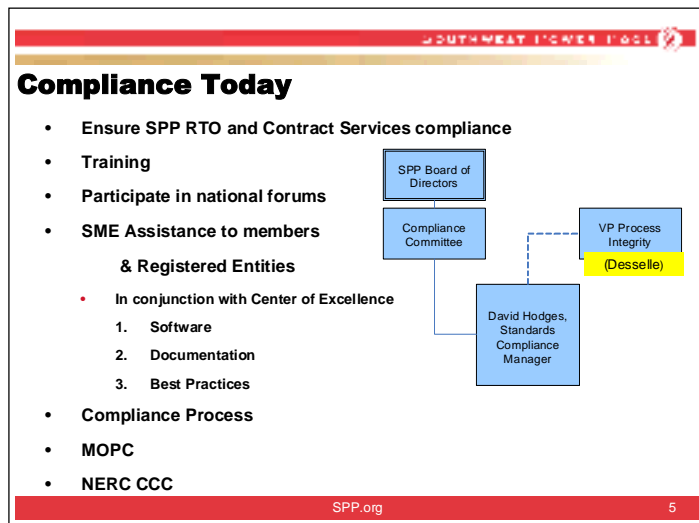 SOUTHWEST POWER POOL
Compliance Today
• Ensure SPP RTO and Contract Services compliance
• Training
• Participate in national forums
• SME Assistance to members
& Registered Entities
• In conjunction with Center of Excellence
1. Software
2. Documentation
3. Best Practices
• Compliance Process
• MOPC
• NERC CCC
SPP Board of
Directors
Compliance
Committee
VP Process
Integrity
(Desselle)
David Hodges,
Standards
Compliance
Manager
SPP.org
5